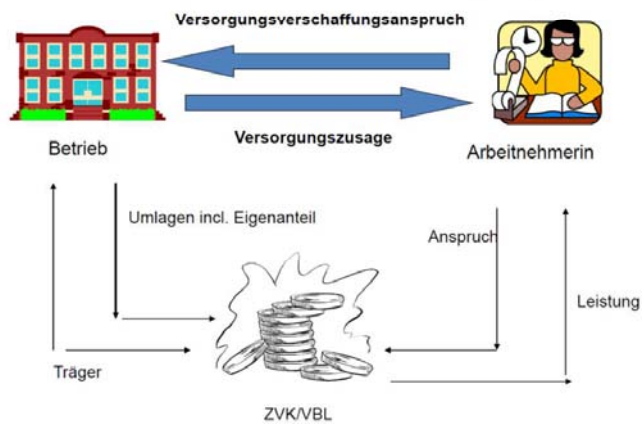 Versorgungsverschaffungsanspruch
Versorgungszusage
Betrieb
Arbeitnehmerin
Umlagen incl. Eigenanteil
Anspruch
Leistung
Träger
ZVK/VBL